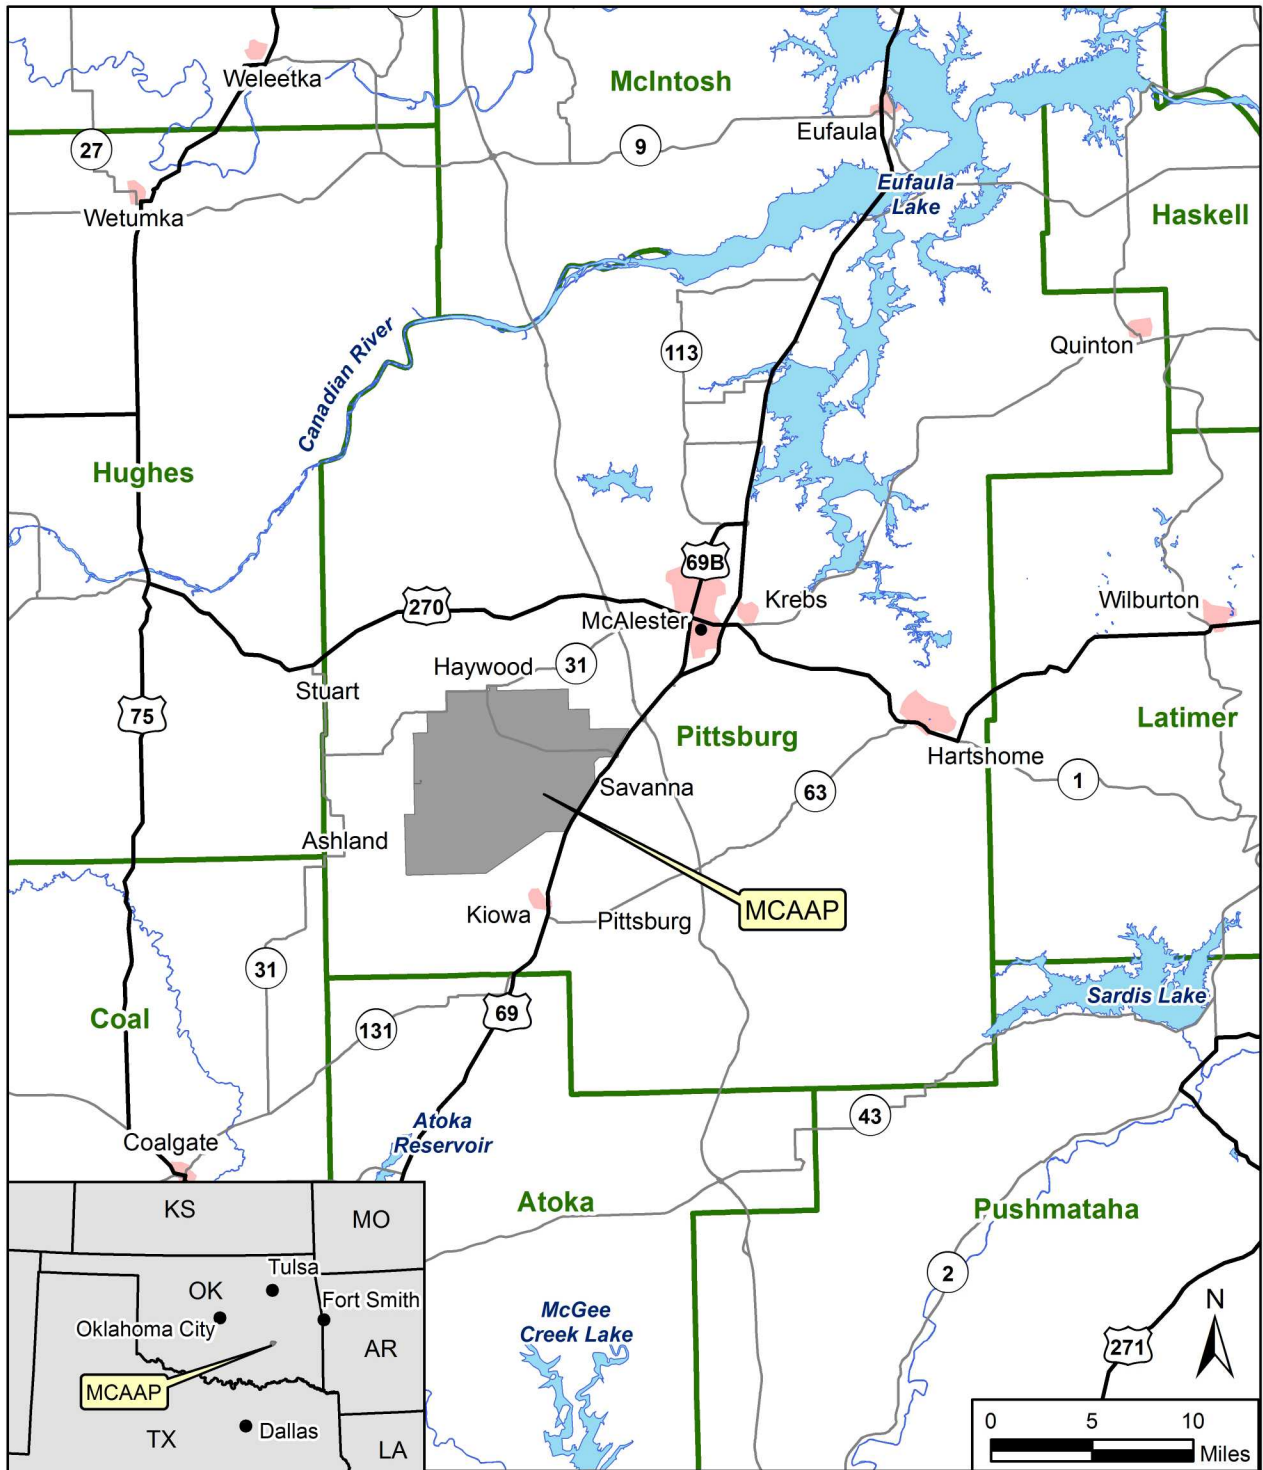 Weleetka
McIntosh
Eufaula
27
9
Eufaula
Lake
Wetumka
Haskell
Canadian River
113
Quinton
Hughes
69B
270
Krebs
Wilburton
McAlester
Haywood
31
Stuart
75
Pittsburg
Latimer
Hartshome
Savanna
63
1
Ashland
MCAAP
Kiowa
Pittsburg
31
Sardis Lake
69
Coal
131
43
Atoka
Reservoir
Coalgate
Atoka
Pushmataha
2
McGee
Creek Lake
271
N
KS
MO
Tulsa
OK
Fort Smith
Oklahoma City
AR
MCAAP
TX
Dallas
LA
0 5 10
Miles